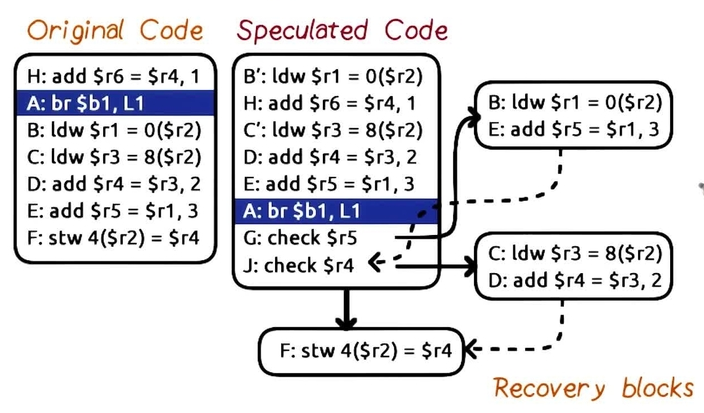 Original Code
H: add $r6 = $r4, 1
A: br $b1, L1
B: ldw $r1 = 0($r2)
C: ldw $r3 = 8($r2)
D: add $r4 = $r3, 2
E: add $r5 = $r1, 3
F: stw 4($r2) = $r4
Speculated Code
B′: ldw $r1 = 0($r2)
H: add $r6 = $r4, 1
C′: ldw $r3 = 8($r2)
D: add $r4 = $r3, 2
E: add $r5 = $r1, 3
A: br $b1, L1
G: check $r5
J: check $r4
B: ldw $r1 = 0($r2)
E: add $r5 = $r1, 3
C: ldw $r3 = 8($r2)
D: add $r4 = $r3, 2
F: stw 4($r2) = $r4
Recovery blocks